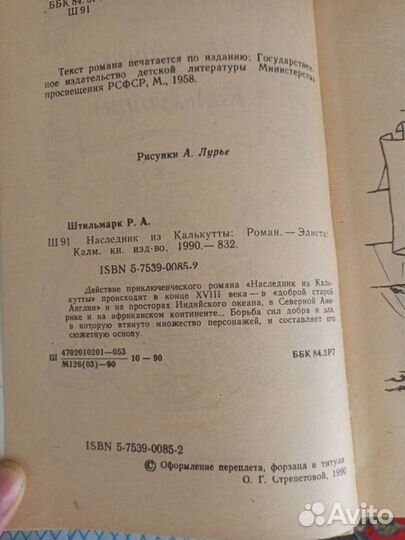 ББК 84.3Р7
Ш 91
Текст романа печатается по изданию: Государствен-
ное издательство детской литературы Министерства
просвещения РСФСР, М., 1958.
Рисунки А. Лурье
Штильмарк Р. А.
Ш 91 Наследник из Калькутты: Роман. — Элиста:
Калм. кн. изд-во. 1990.— 832.
ISBN 5-7539-0085-2
Действие приключенческого романа «Наследник из Каль-
кутты» происходит в конце XVIII века — в «доброй старой
Англии» и на просторах Индийского океана, в Северной Аме-
рике и на африканском континенте... Борьба сил добра и зла,
в которую втянуто множество персонажей, и составляет его
сюжетную основу.
Ш 4702010201—053
М126(03)—90 10 — 90 ББК 84.3Р7
ISBN 5-7539-0085-2
© Оформление переплета, форзаца и титула
О. Г. Стрепетовой, 1990
Avito